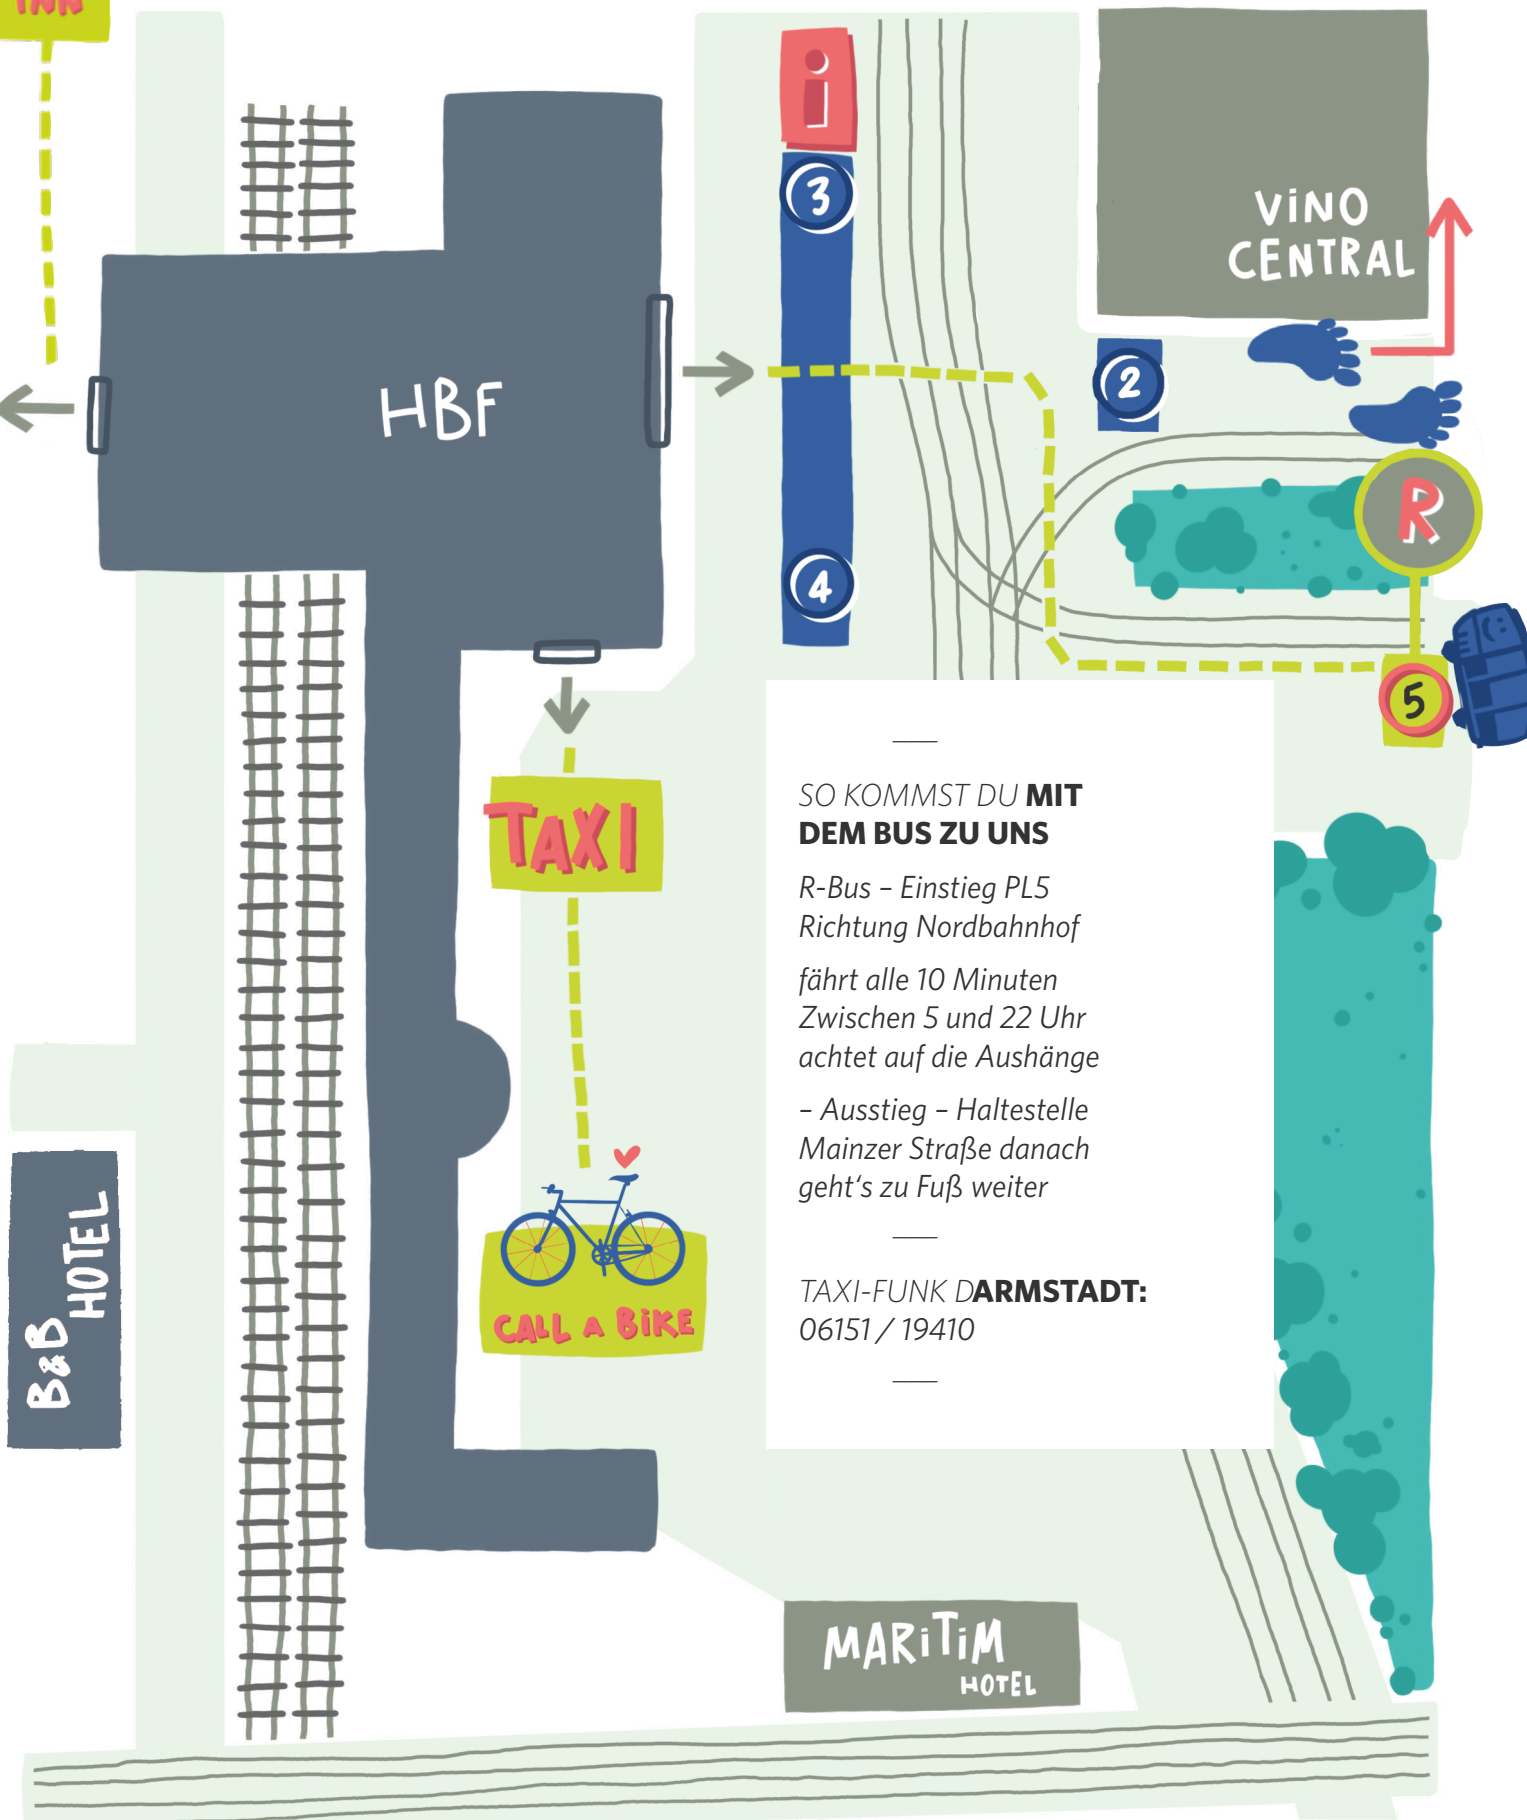 INN
i
3
VINO
CENTRAL
2
HBF
R
4
5
TAXI
SO KOMMST DU MIT
DEM BUS ZU UNS
R-Bus – Einstieg PL5
Richtung Nordbahnhof
fährt alle 10 Minuten
Zwischen 5 und 22 Uhr
achtet auf die Aushänge
– Ausstieg – Haltestelle
Mainzer Straße danach
geht‘s zu Fuß weiter
TAXI-FUNK DARMSTADT:
06151 / 19410
CALL A BIKE
B&B
HOTEL
MARITIM
HOTEL